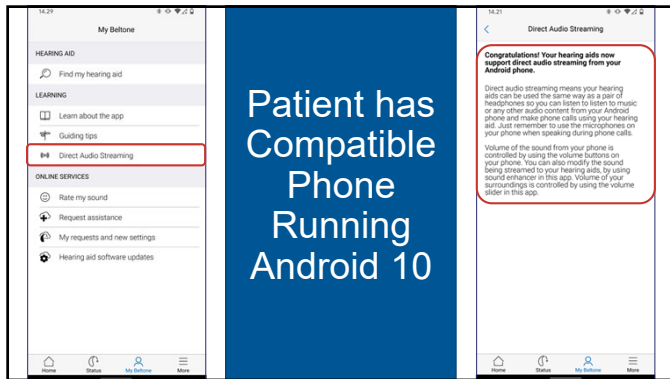 14.29
My Beltone
HEARING AID
Find my hearing aid
LEARNING
Learn about the app
Guiding tips
Direct Audio Streaming
ONLINE SERVICES
Rate my sound
Request assistance
My requests and new settings
Hearing aid software updates
Home Status My Beltone More
Patient has
Compatible
Phone
Running
Android 10
14.21
Direct Audio Streaming
Congratulations! Your hearing aids now
support direct audio streaming from your
Android phone.
Direct audio streaming means your hearing
aids can be used the same way as a pair of
headphones so you can listen to listen to music
or any other audio content from your Android
phone and make phone calls using your hearing
aid. Just remember to use the microphones on
your phone when speaking during phone calls.
Volume of the sound from your phone is
controlled by using the volume buttons on
your phone. You can also modify the sound
being streamed to your hearing aids, by using
sound enhancer in this app. Volume of your
surroundings is controlled by using the volume
slider in this app.
Home Status My Beltone More